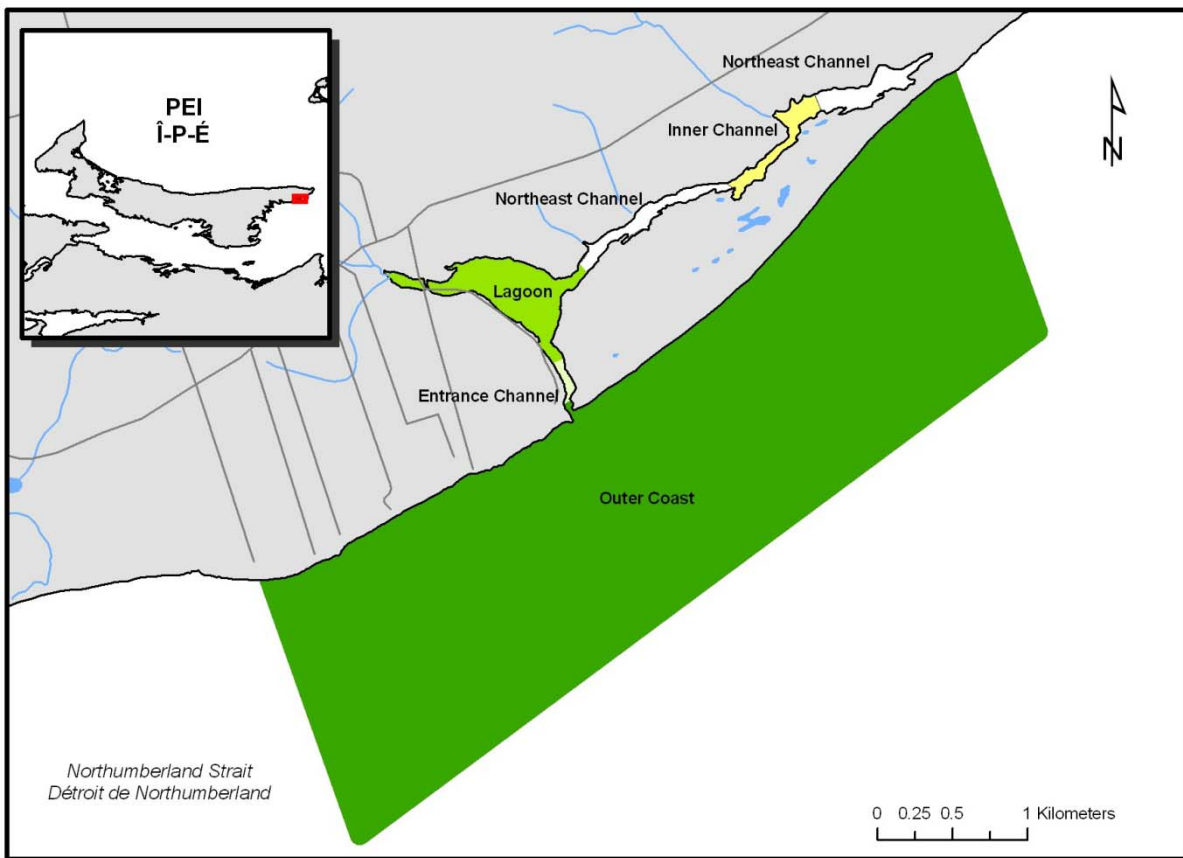 PEI
Î-P-É
Northeast Channel
Inner Channel
N
Northeast Channel
Lagoon
Entrance Channel
Outer Coast
Northumberland Strait
Détroit de Northumberland
0 0.25 0.5 1 Kilometers